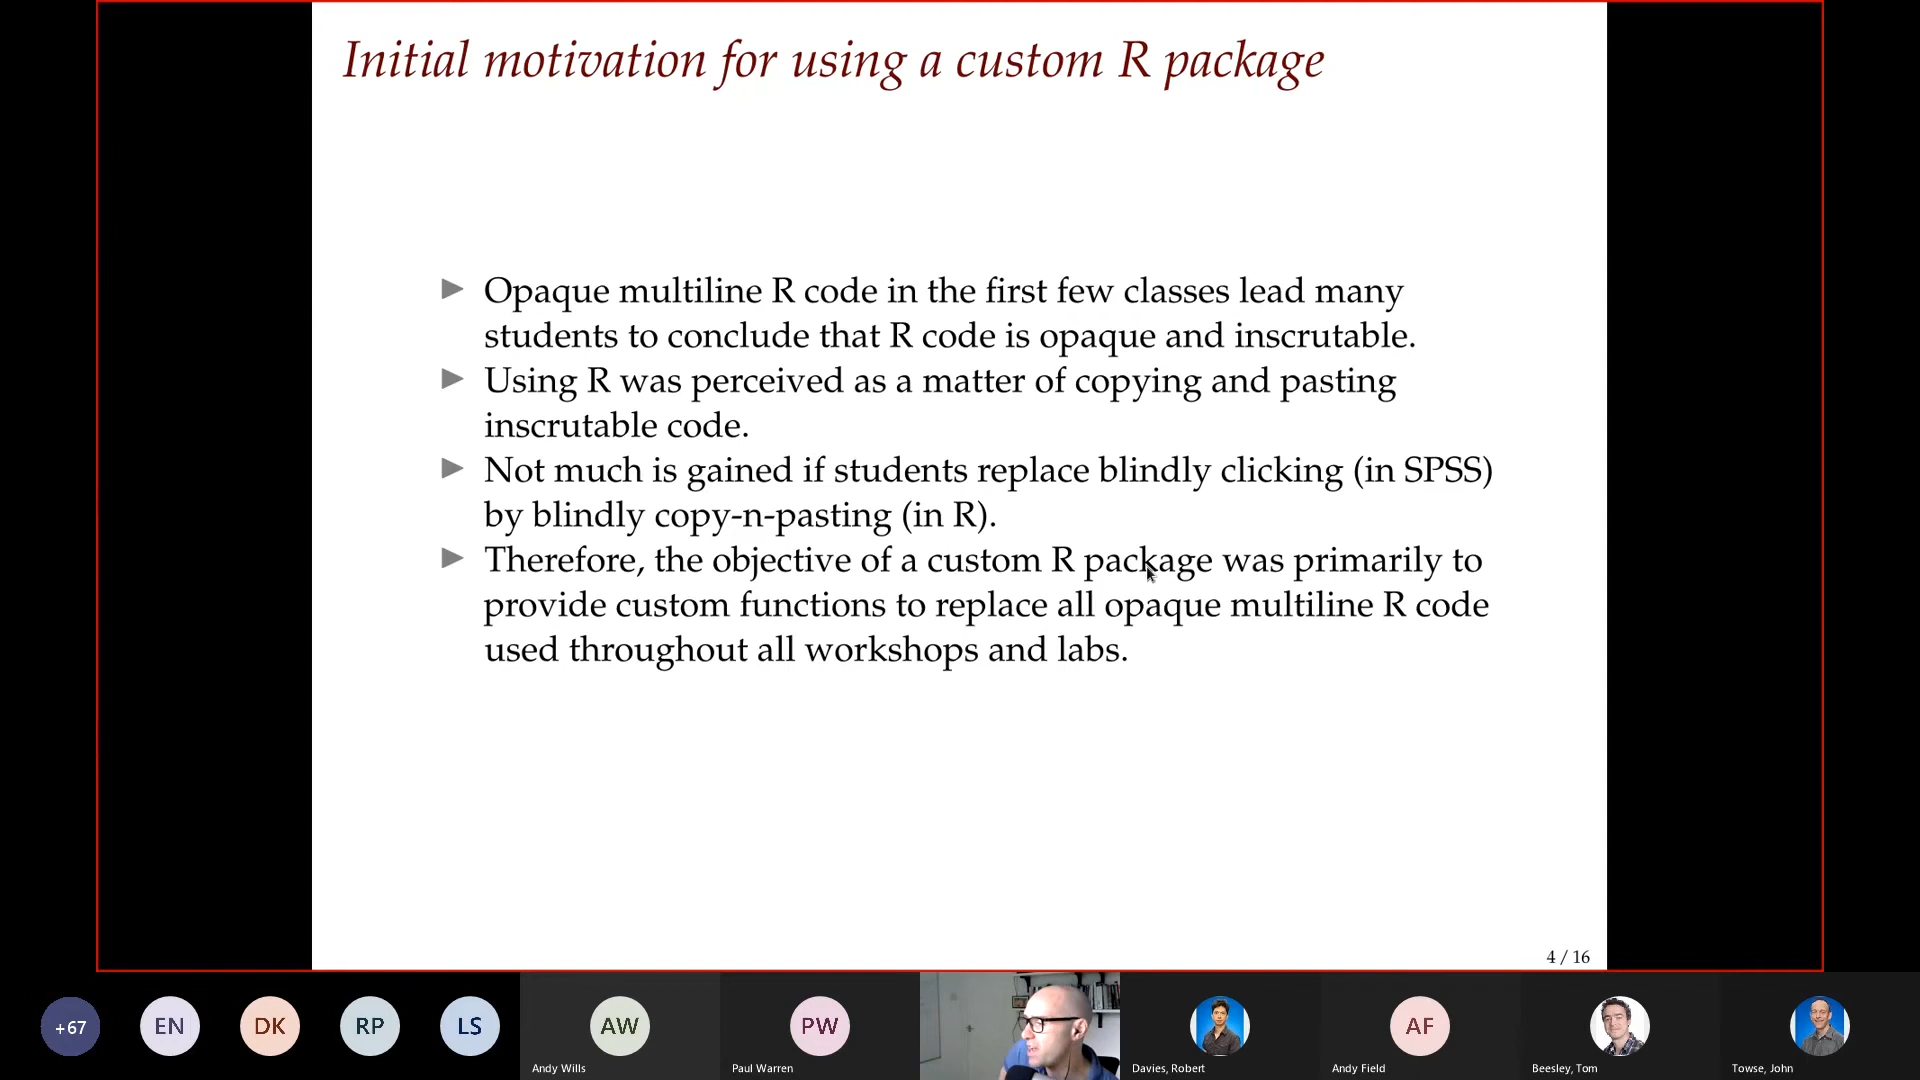 Initial motivation for using a custom R package
Opaque multiline R code in the first few classes lead many
students to conclude that R code is opaque and inscrutable.
Using R was perceived as a matter of copying and pasting
inscrutable code.
Not much is gained if students replace blindly clicking (in SPSS)
by blindly copy-n-pasting (in R).
Therefore, the objective of a custom R package was primarily to
provide custom functions to replace all opaque multiline R code
used throughout all workshops and labs.
4 / 16
+67
EN
DK
RP
LS
AW
Andy Wills
PW
Paul Warren
Davies, Robert
AF
Andy Field
Beesley, Tom
Towse, John